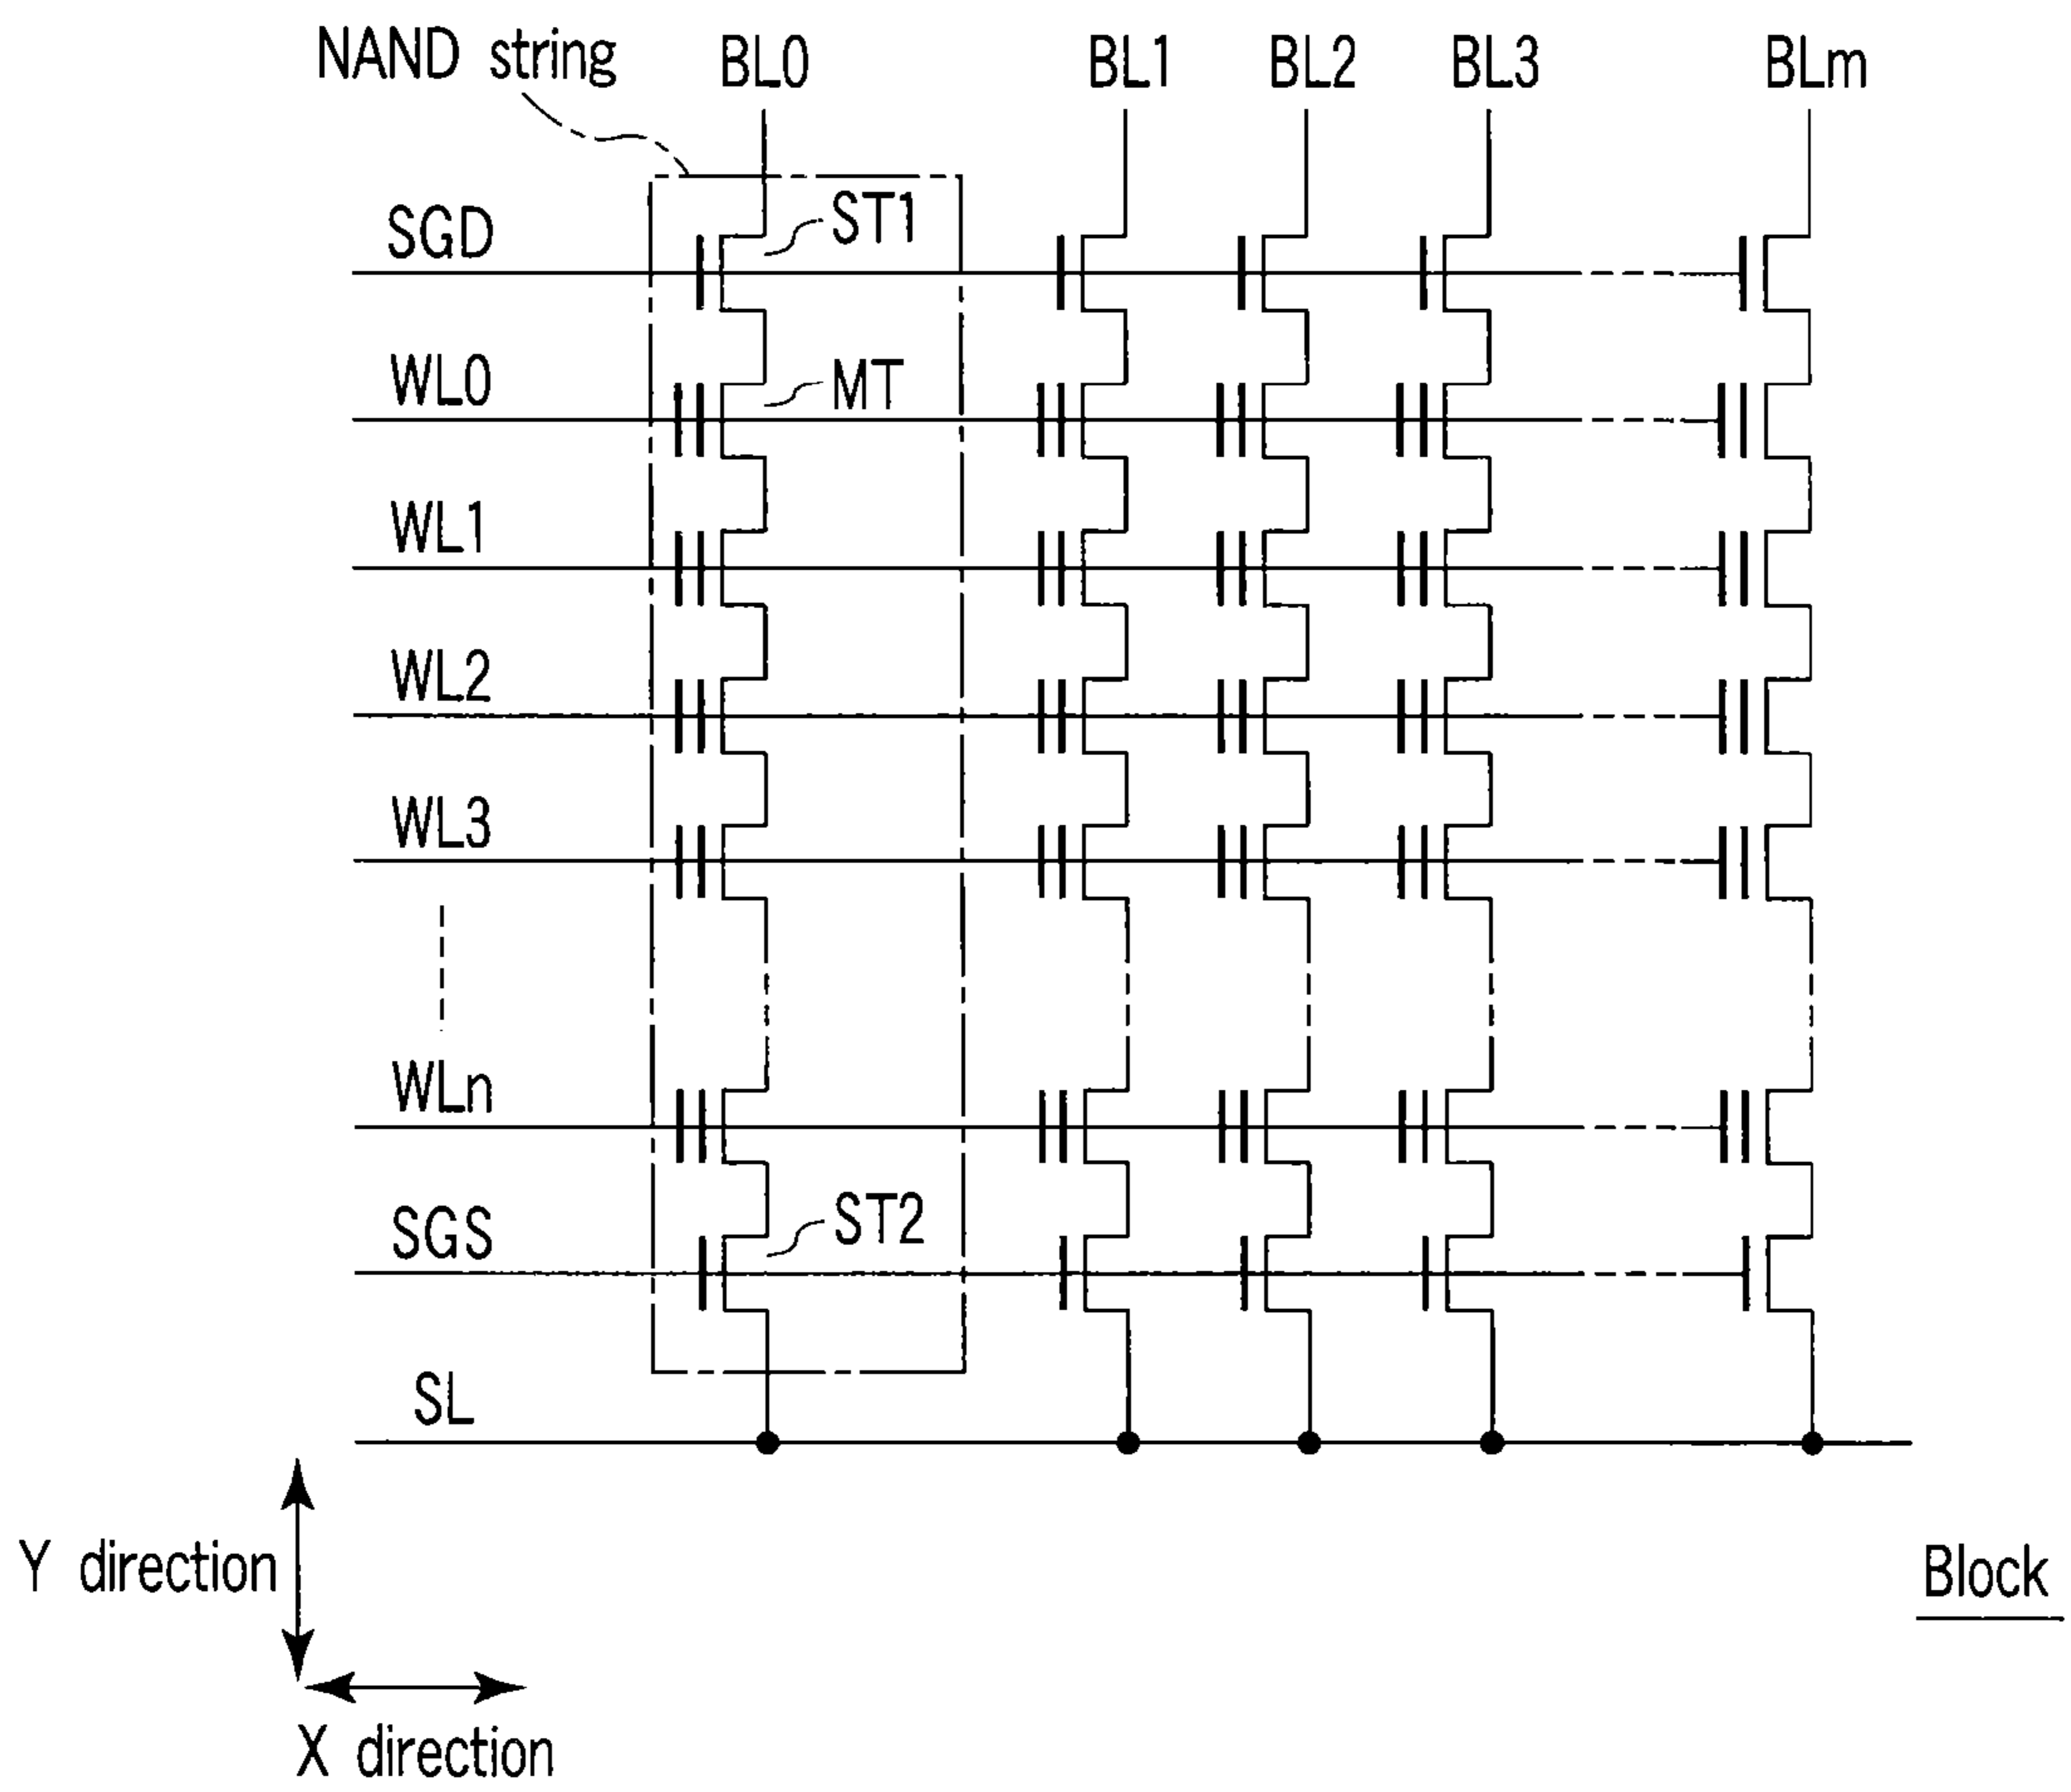 NAND string
BL0
BL1
BL2
BL3
BLm
SGD
ST1
WL0
MT
WL1
WL2
WL3
WLn
SGS
ST2
SL
Y direction
Block
X direction